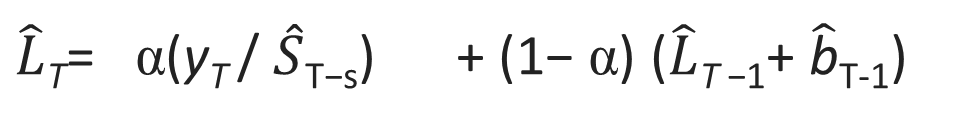 L̂_T= α(y_T / Ŝ_T−s) + (1− α) (L̂_T −1+ b̂_T-1)